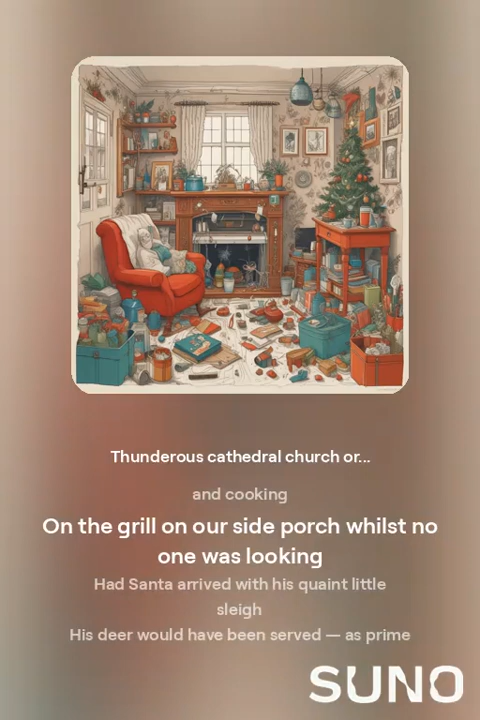 Thunderous cathedral church or...
and cooking
On the grill on our side porch whilst no
one was looking
Had Santa arrived with his quaint little
sleigh
His deer would have been served — as prime
SUNO